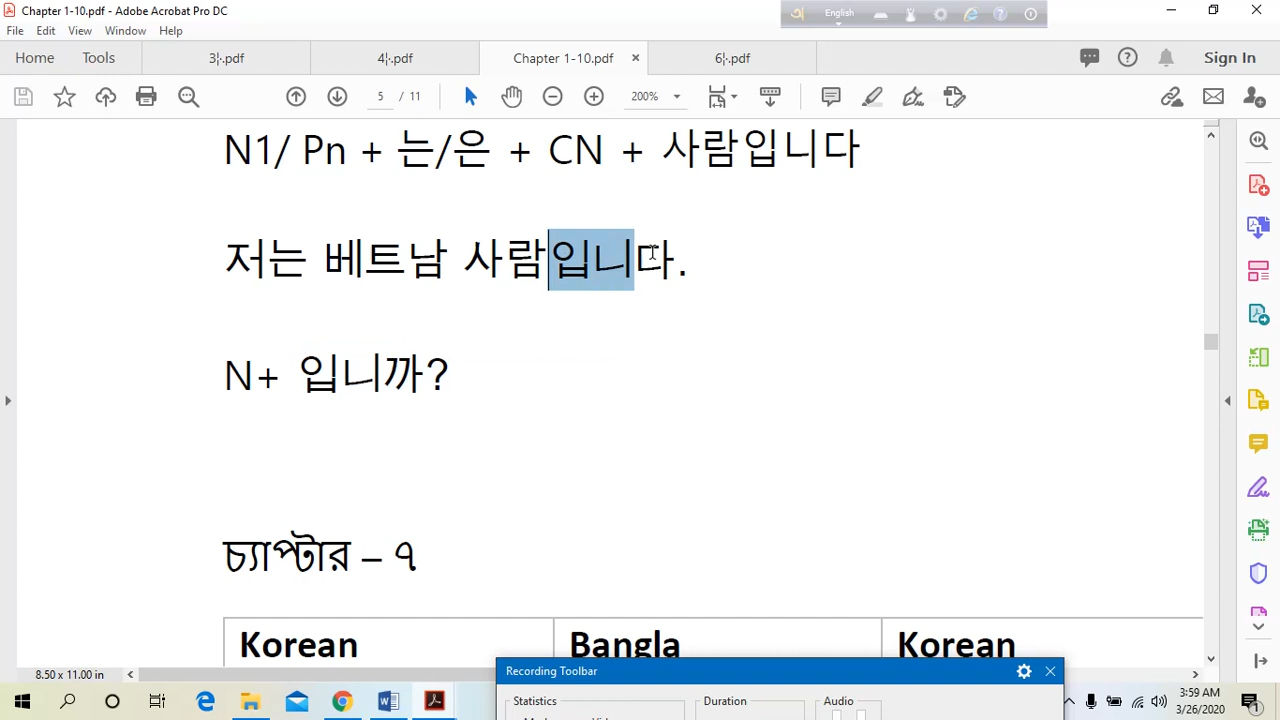 Chapter 1-10.pdf - Adobe Acrobat Pro DC
English
File Edit View Window Help
Home Tools 3¦.pdf 4¦.pdf Chapter 1-10.pdf × 6¦.pdf Sign In
5 / 11 200%
N1/ Pn + 는/은 + CN + 사람입니다
저는 베트남 사람입니다.
N+ 입니까?
চ্যাপ্টার – ৭
Korean Bangla Korean
8.50 x 11.00 in
Recording Toolbar
Statistics Duration Audio
3:59 AM
3/26/2020